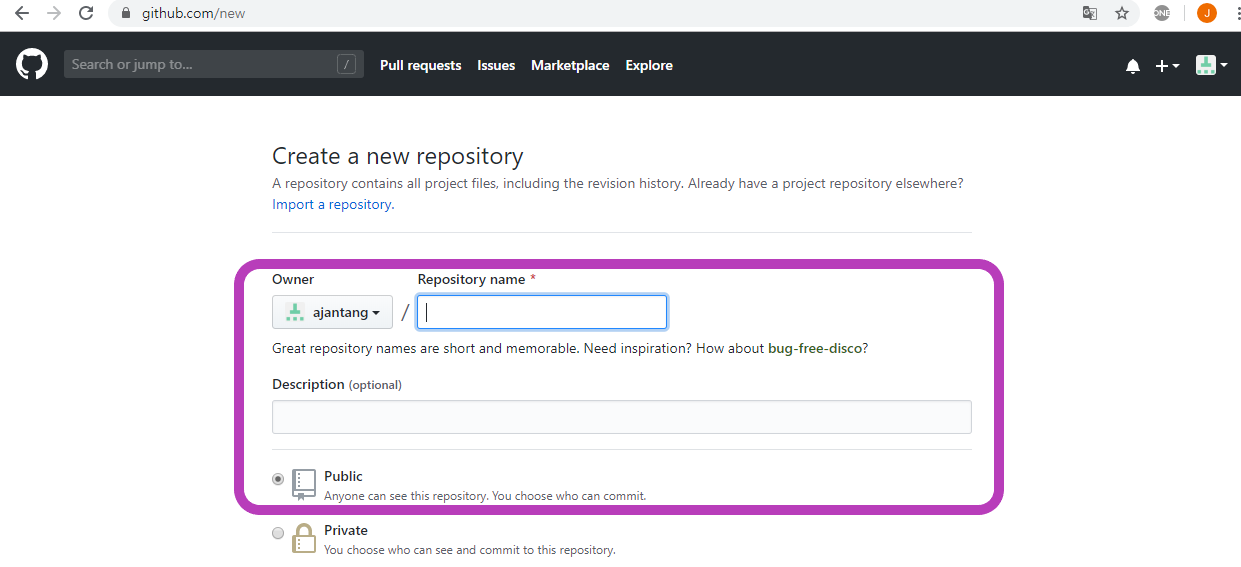 github.com/new
ONE
J
Search or jump to...
/
Pull requests Issues Marketplace Explore
Create a new repository
A repository contains all project files, including the revision history. Already have a project repository elsewhere?
Import a repository.
Owner
Repository name *
ajantang
/
Great repository names are short and memorable. Need inspiration? How about bug-free-disco?
Description (optional)
Public
Anyone can see this repository. You choose who can commit.
Private
You choose who can see and commit to this repository.